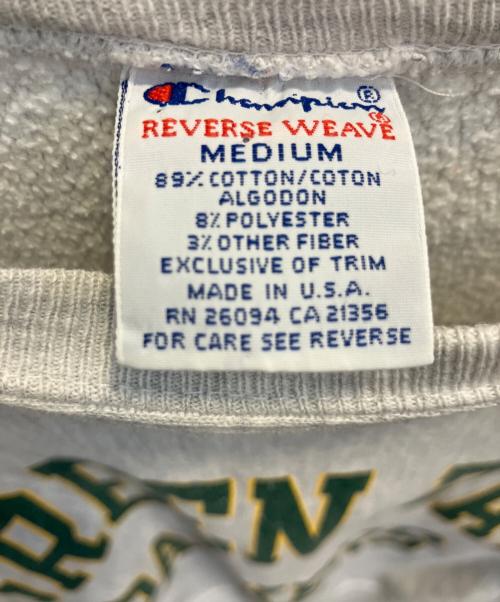 Champion®
REVERSE WEAVE®
MEDIUM
89% COTTON/COTON
ALGODON
8% POLYESTER
3% OTHER FIBER
EXCLUSIVE OF TRIM
MADE IN U.S.A.
RN 26094 CA 21356
FOR CARE SEE REVERSE